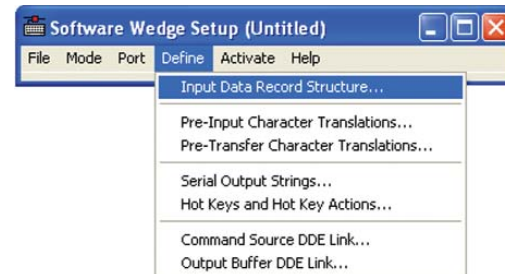 Software Wedge Setup (Untitled)
File Mode Port Define Activate Help
Input Data Record Structure...
Pre-Input Character Translations...
Pre-Transfer Character Translations...
Serial Output Strings...
Hot Keys and Hot Key Actions...
Command Source DDE Link...
Output Buffer DDE Link...